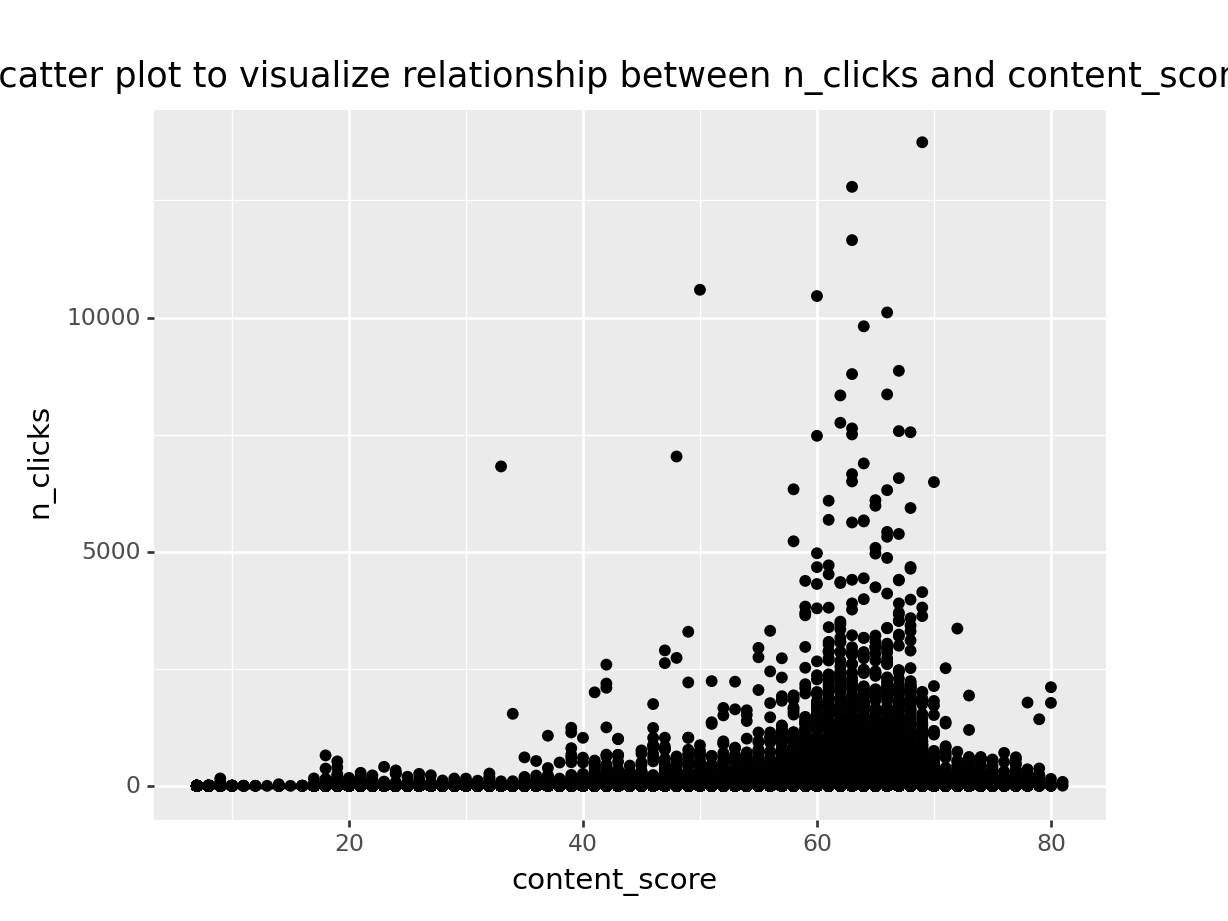 catter plot to visualize relationship between n_clicks and content_scor
10000
5000
0
n_clicks
20
40
60
80
content_score